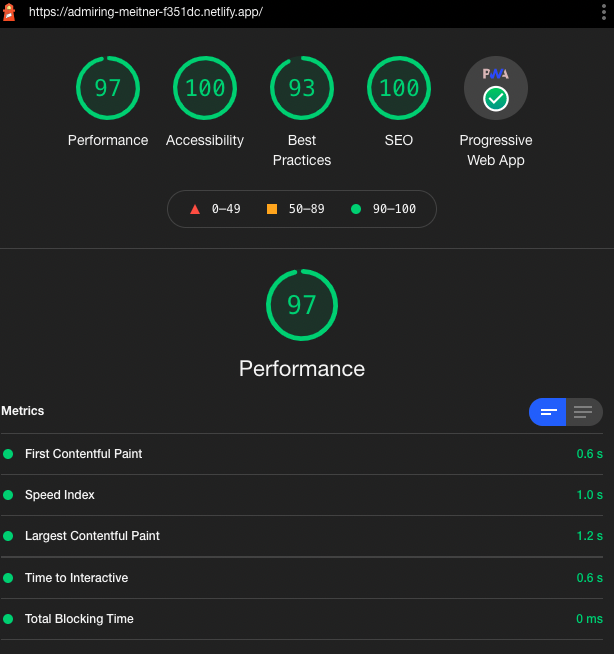 https://admiring-meitner-f351dc.netlify.app/
97 100 93 100 PWA
Performance Accessibility Best Practices SEO Progressive Web App
0–49 50–89 90–100
97
Performance
Metrics
First Contentful Paint 0.6 s
Speed Index 1.0 s
Largest Contentful Paint 1.2 s
Time to Interactive 0.6 s
Total Blocking Time 0 ms